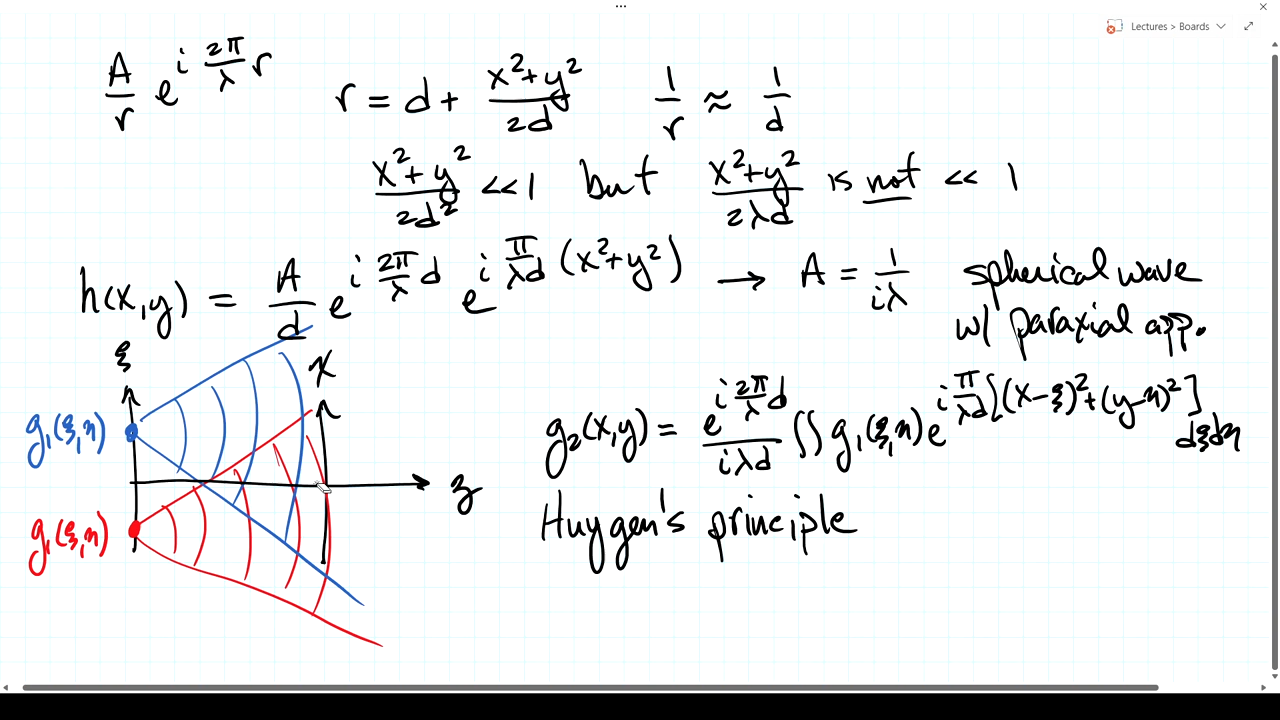 Lectures > Boards
A/r e^{i 2π/λ r}
r = d + (x²+y²)/2d    1/r ≈ 1/d
(x²+y²)/2d² << 1 but (x²+y²)/2λd is not << 1
h(x,y) = A/d e^{i 2π/λ d} e^{i π/λd (x²+y²)} → A = 1/iλ
spherical wave
w/ paraxial app.
ξ
x
g₁(ξ,η)
z
g₁(ξ,η)
g₂(x,y) = e^{i 2π/λ d}/iλd ∬ g₁(ξ,η) e^{i π/λd [(x-ξ)²+(y-η)²]} dξdη
Huygen's principle